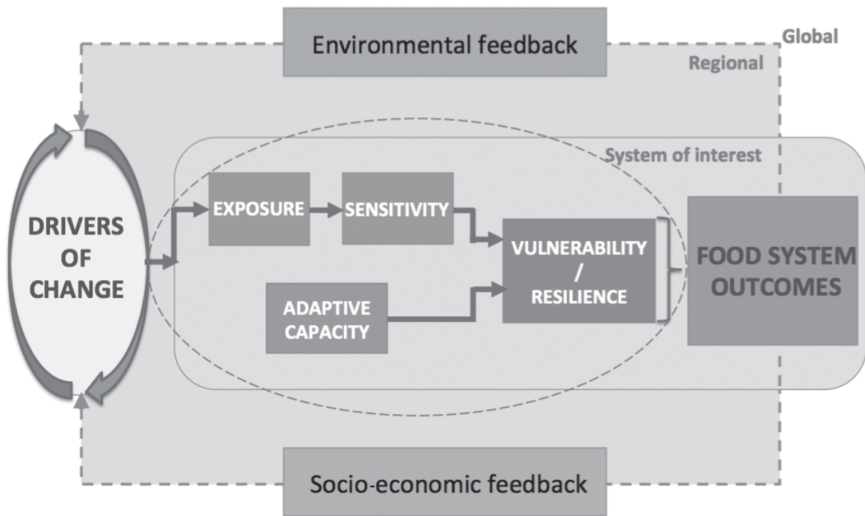 Environmental feedback
Global
Regional
System of interest
EXPOSURE
SENSITIVITY
DRIVERS
OF
CHANGE
VULNERABILITY
/
RESILIENCE
FOOD SYSTEM
OUTCOMES
ADAPTIVE
CAPACITY
Socio-economic feedback